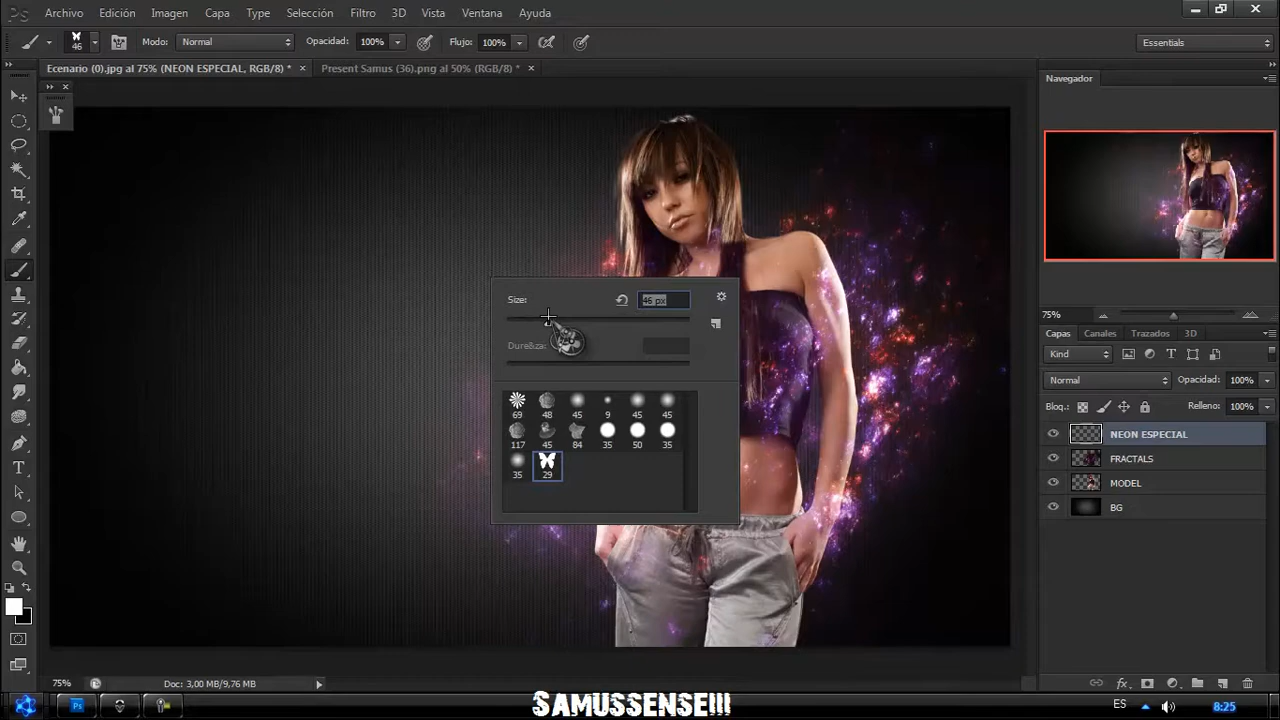 Ps Archivo Edición Imagen Capa Type Selección Filtro 3D Vista Ventana Ayuda
46 Modo: Normal Opacidad: 100% Flujo: 100% Essentials
Ecenario (0).jpg al 75% (NEON ESPECIAL, RGB/8) * × Present Samus (36).png al 50% (RGB/8) * ×
Navegador
75%
Capas Canales Trazados 3D
Kind
Normal Opacidad: 100%
Bloq.: Relleno: 100%
NEON ESPECIAL
FRACTALS
MODEL
BG
Size: 46 px
Dureza:
69 48 45 9 45 45
117 45 84 35 50 35
35 29
75% Doc: 3,00 MB/9,76 MB
Ps SAMUSSENSE!!! ES 8:25